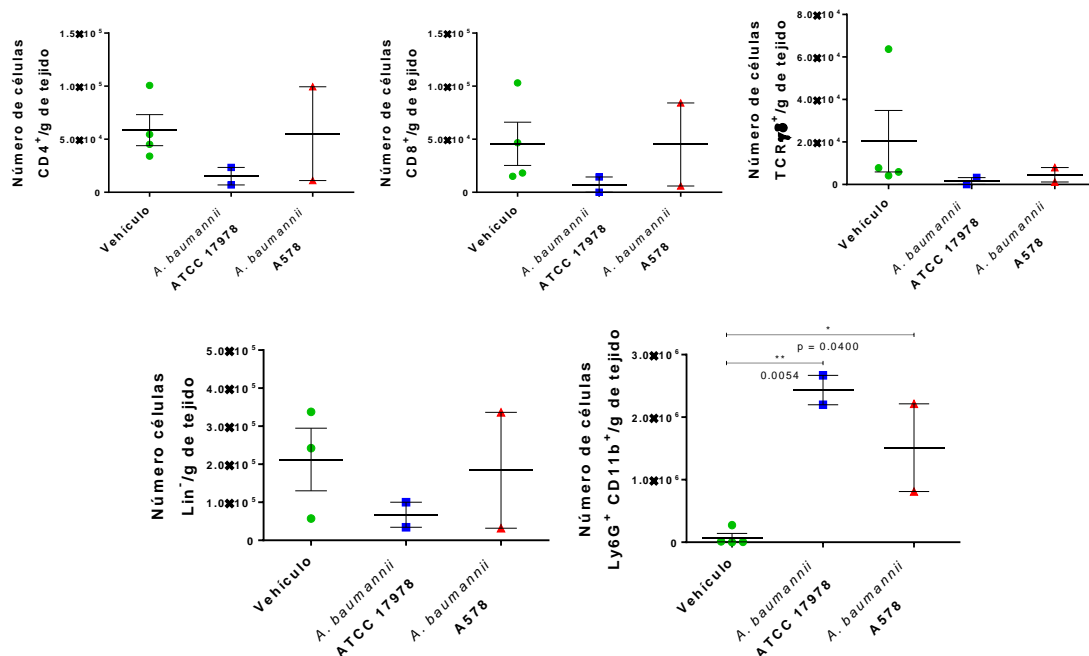 Número de células
CD4⁺/g de tejido
1.5✖10⁵
1.0✖10⁵
5.0✖10⁴
0
Vehículo
A. baumannii
ATCC 17978
A. baumannii
A578
Número de células
CD8⁺/g de tejido
1.5✖10⁵
1.0✖10⁵
5.0✖10⁴
0
Vehículo
A. baumannii
ATCC 17978
A. baumannii
A578
Número de células
TCR ⁺/g de tejido
8.0✖10⁴
6.0✖10⁴
4.0✖10⁴
2.0✖10⁴
0
Vehículo
A. baumannii
ATCC 17978
A. baumannii
A578
Número células
Lin⁻/g de tejido
5.0✖10⁵
4.0✖10⁵
3.0✖10⁵
2.0✖10⁵
1.0✖10⁵
0
Vehículo
A. baumannii
ATCC 17978
A. baumannii
A578
Número de células
Ly6G⁺ CD11b⁺/g de tejido
*
p = 0.0400
**
0.0054
3.0✖10⁶
2.0✖10⁶
1.0✖10⁶
0
Vehículo
A. baumannii
ATCC 17978
A. baumannii
A578